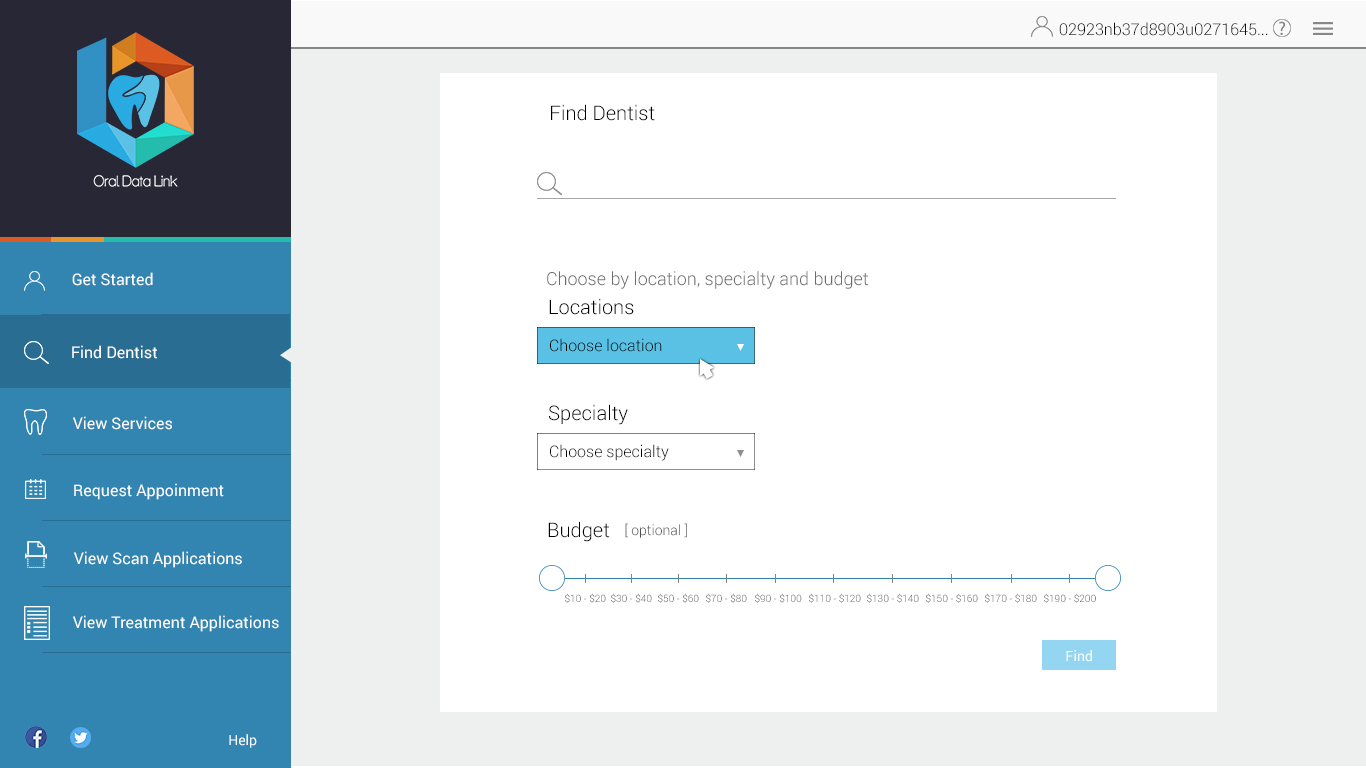 02923nb37d8903u0271645...
Oral Data Link
Get Started
Find Dentist
View Services
Request Appoinment
View Scan Applications
View Treatment Applications
Help
Find Dentist
Choose by location, specialty and budget
Locations
Choose location
Specialty
Choose specialty
Budget [ optional ]
$10 - $20 $30 - $40 $50 - $60 $70 - $80 $90 - $100 $110 - $120 $130 - $140 $150 - $160 $170 - $180 $190 - $200
Find